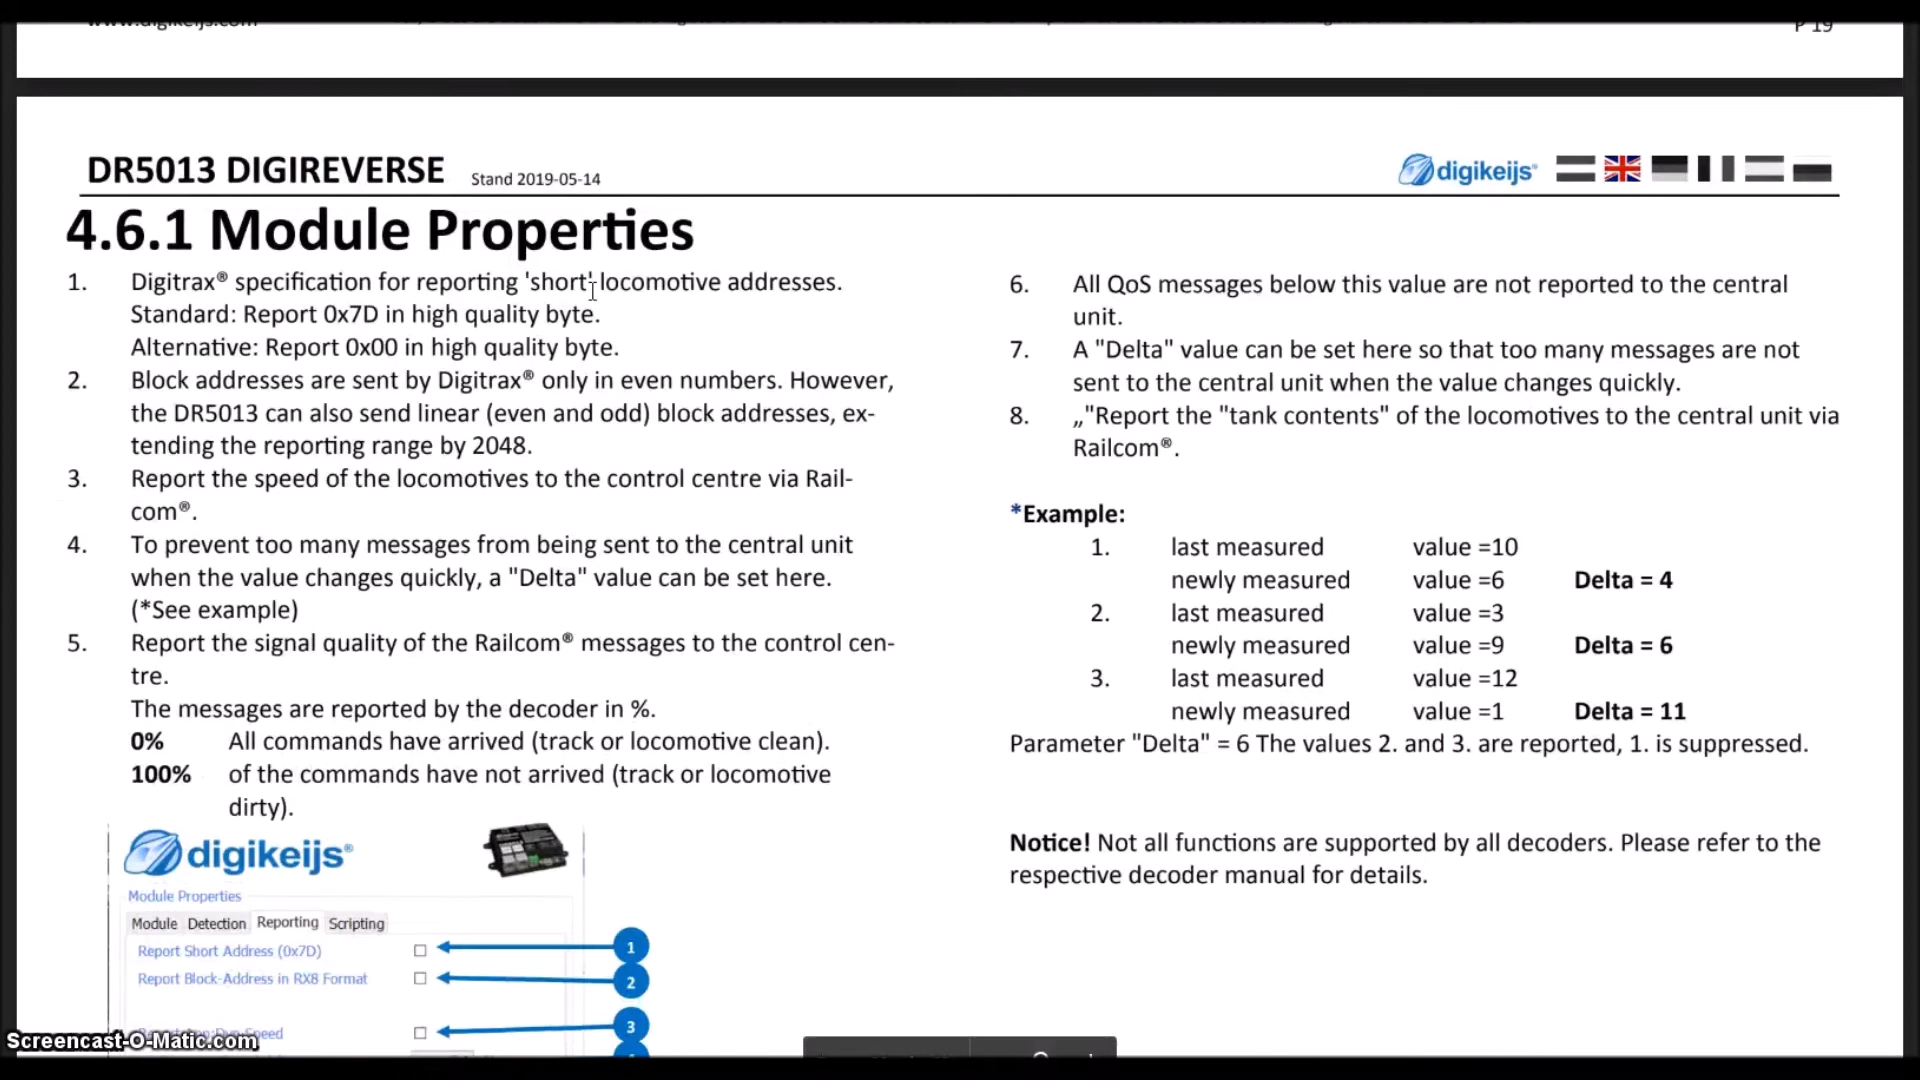 www.digikeijs.com
P 19
DR5013 DIGIREVERSE Stand 2019-05-14
digikeijs®
4.6.1 Module Properties
1. Digitrax® specification for reporting 'short' locomotive addresses.
Standard: Report 0x7D in high quality byte.
Alternative: Report 0x00 in high quality byte.
2. Block addresses are sent by Digitrax® only in even numbers. However,
the DR5013 can also send linear (even and odd) block addresses, ex-
tending the reporting range by 2048.
3. Report the speed of the locomotives to the control centre via Rail-
com®.
4. To prevent too many messages from being sent to the central unit
when the value changes quickly, a "Delta" value can be set here.
(*See example)
5. Report the signal quality of the Railcom® messages to the control cen-
tre.
The messages are reported by the decoder in %.
0% All commands have arrived (track or locomotive clean).
100% of the commands have not arrived (track or locomotive
dirty).
digikeijs®
Module Properties
Module Detection Reporting Scripting
Report Short Address (0x7D) 1
Report Block-Address in RX8 Format 2
Speed 3
Screencast-O-Matic.com
6. All QoS messages below this value are not reported to the central
unit.
7. A "Delta" value can be set here so that too many messages are not
sent to the central unit when the value changes quickly.
8. „"Report the "tank contents" of the locomotives to the central unit via
Railcom®.
*Example:
1. last measured value =10
newly measured value =6 Delta = 4
2. last measured value =3
newly measured value =9 Delta = 6
3. last measured value =12
newly measured value =1 Delta = 11
Parameter "Delta" = 6 The values 2. and 3. are reported, 1. is suppressed.
Notice! Not all functions are supported by all decoders. Please refer to the
respective decoder manual for details.